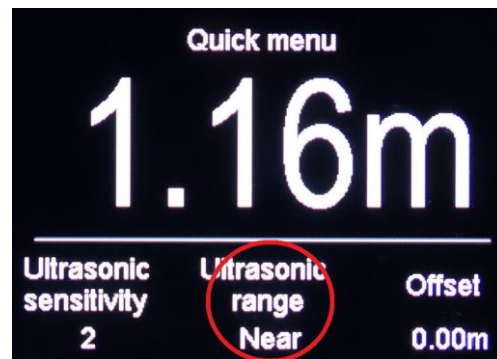 Quick menu
1.16m
Ultrasonic sensitivity
2
Ultrasonic range
Near
Offset
0.00m